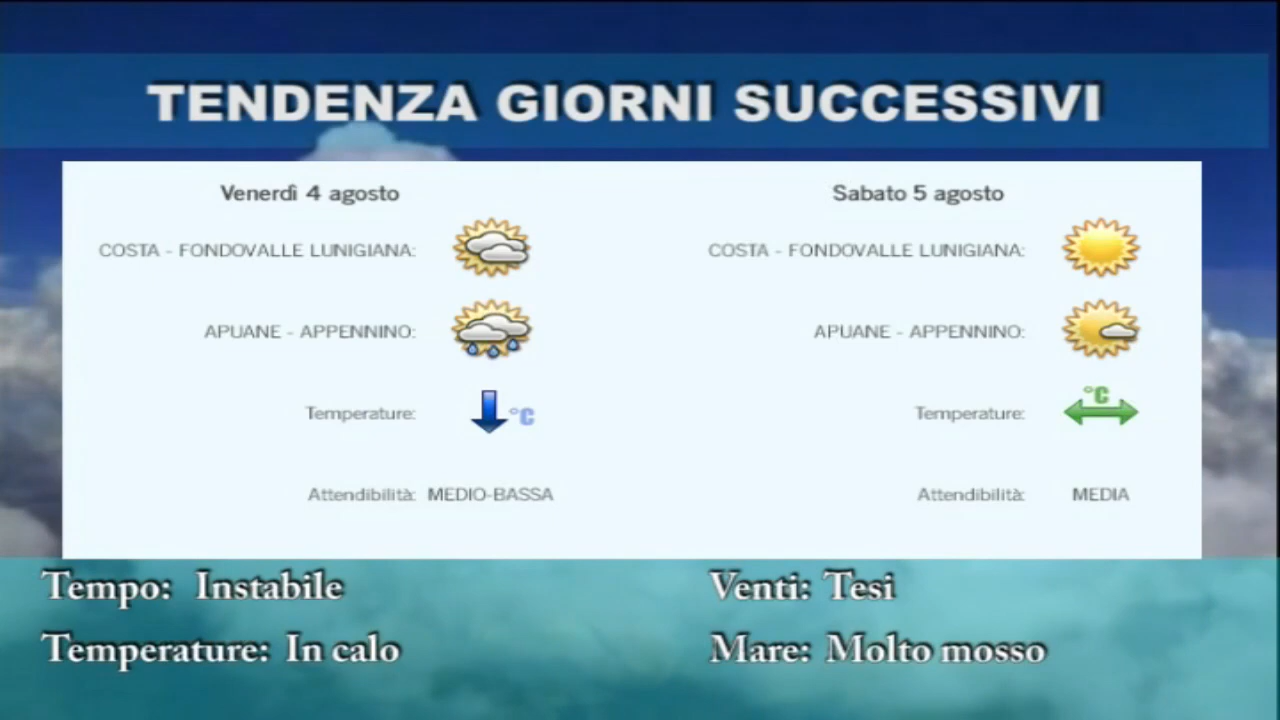 TENDENZA GIORNI SUCCESSIVI
Venerdì 4 agosto
COSTA - FONDOVALLE LUNIGIANA:
APUANE - APPENNINO:
Temperature: °C
Attendibilità: MEDIO-BASSA
Sabato 5 agosto
COSTA - FONDOVALLE LUNIGIANA:
APUANE - APPENNINO:
Temperature: °C
Attendibilità: MEDIA
Tempo: Instabile
Temperature: In calo
Venti: Tesi
Mare: Molto mosso